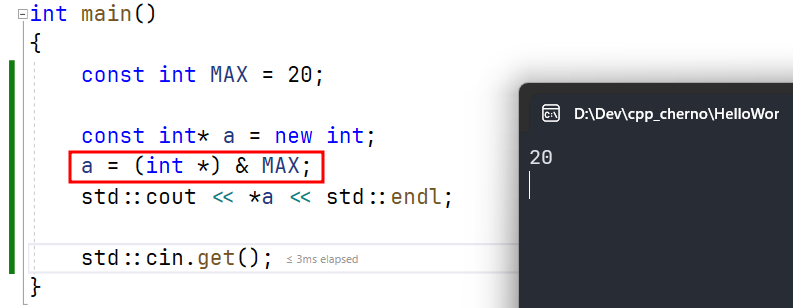 int main()
{
const int MAX = 20;
const int* a = new int;
a = (int *) & MAX;
std::cout << *a << std::endl;
std::cin.get(); ≤ 3ms elapsed
}
D:\Dev\cpp_cherno\HelloWor
20